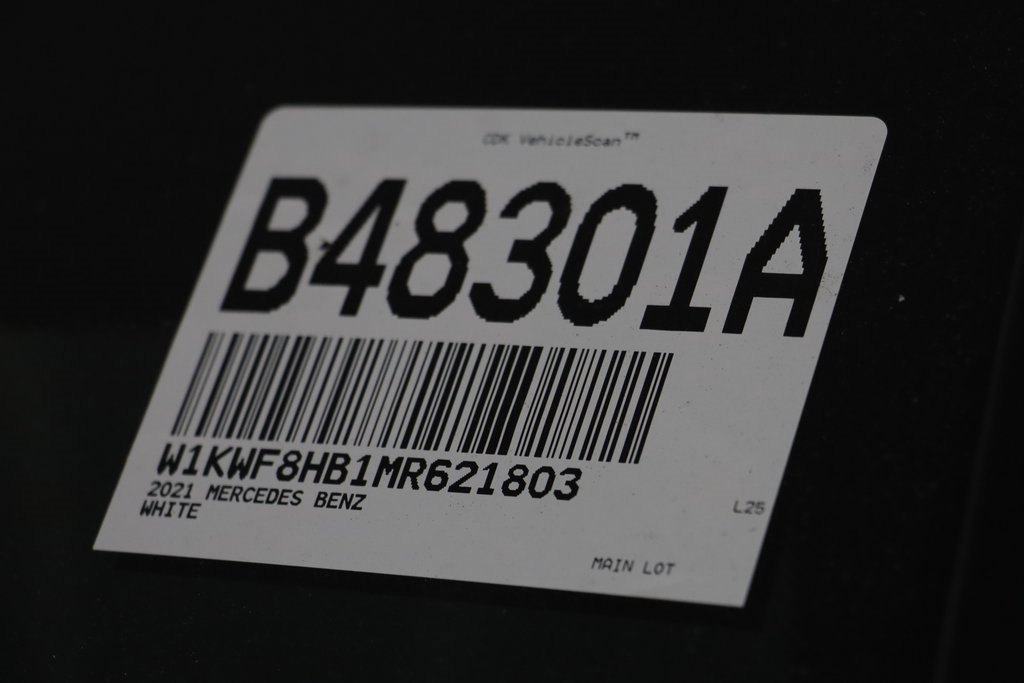 CDK VehicleScan™
B48301A
W1KWF8HB1MR621803
2021 MERCEDES BENZ
WHITE
L25
MAIN LOT